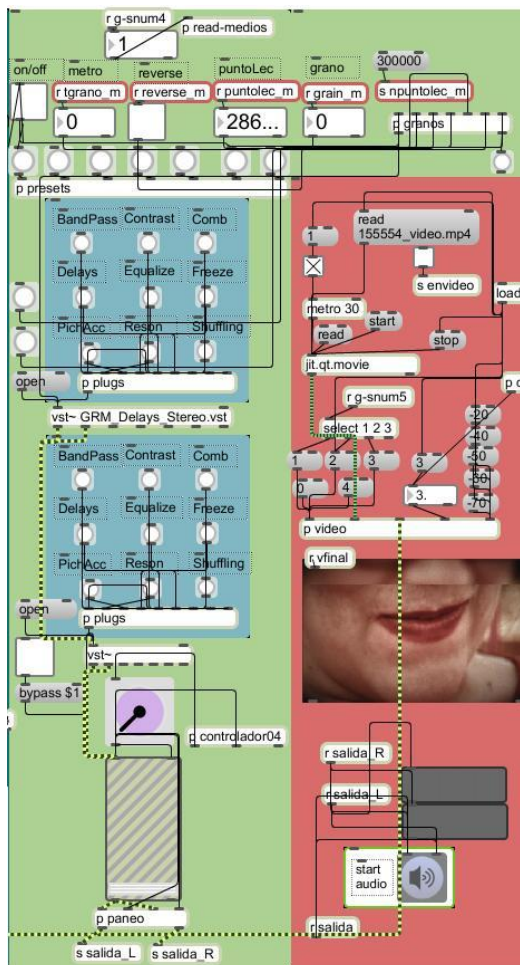 r g-snum4
p read-medios
1
on/off
metro
reverse
puntoLec
grano
300000
r tgrano_m
r reverse_m
r puntolec_m
r grain_m
s npuntolec_m
0
286...
0
p granos
p presets
BandPass
Contrast
Comb
Delays
Equalize
Freeze
PichAcc
Reson
Shuffling
open
p plugs
vst~ GRM_Delays_Stereo.vst
BandPass
Contrast
Comb
Delays
Equalize
Freeze
PichAcc
Reson
Shuffling
open
p plugs
vst~
bypass $1
p controlador04
p paneo
s salida_L
s salida_R
1
read
155554_video.mp4
s envideo
load
metro 30
start
read
stop
jit.qt.movie
r g-snum5
p c
select 1 2 3
-20
-40
1
2
3
3
-50
0
4
3.
-70
p video
r vfinal
r salida_R
r salida_L
start
audio
r salida